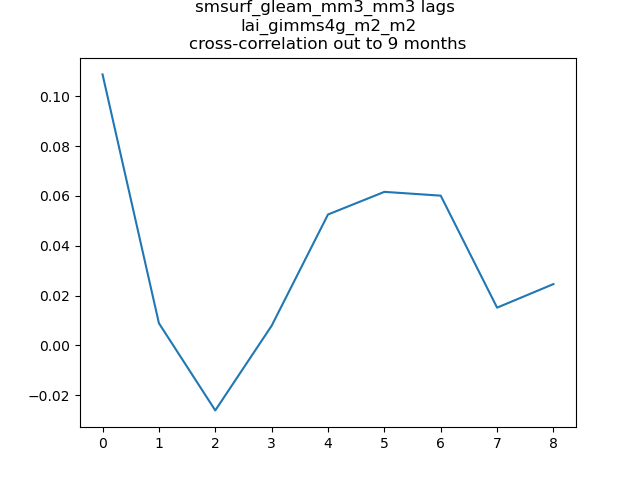 smsurf_gleam_mm3_mm3 lags
lai_gimms4g_m2_m2
cross-correlation out to 9 months
0.10
0.08
0.06
0.04
0.02
0.00
−0.02
0 1 2 3 4 5 6 7 8